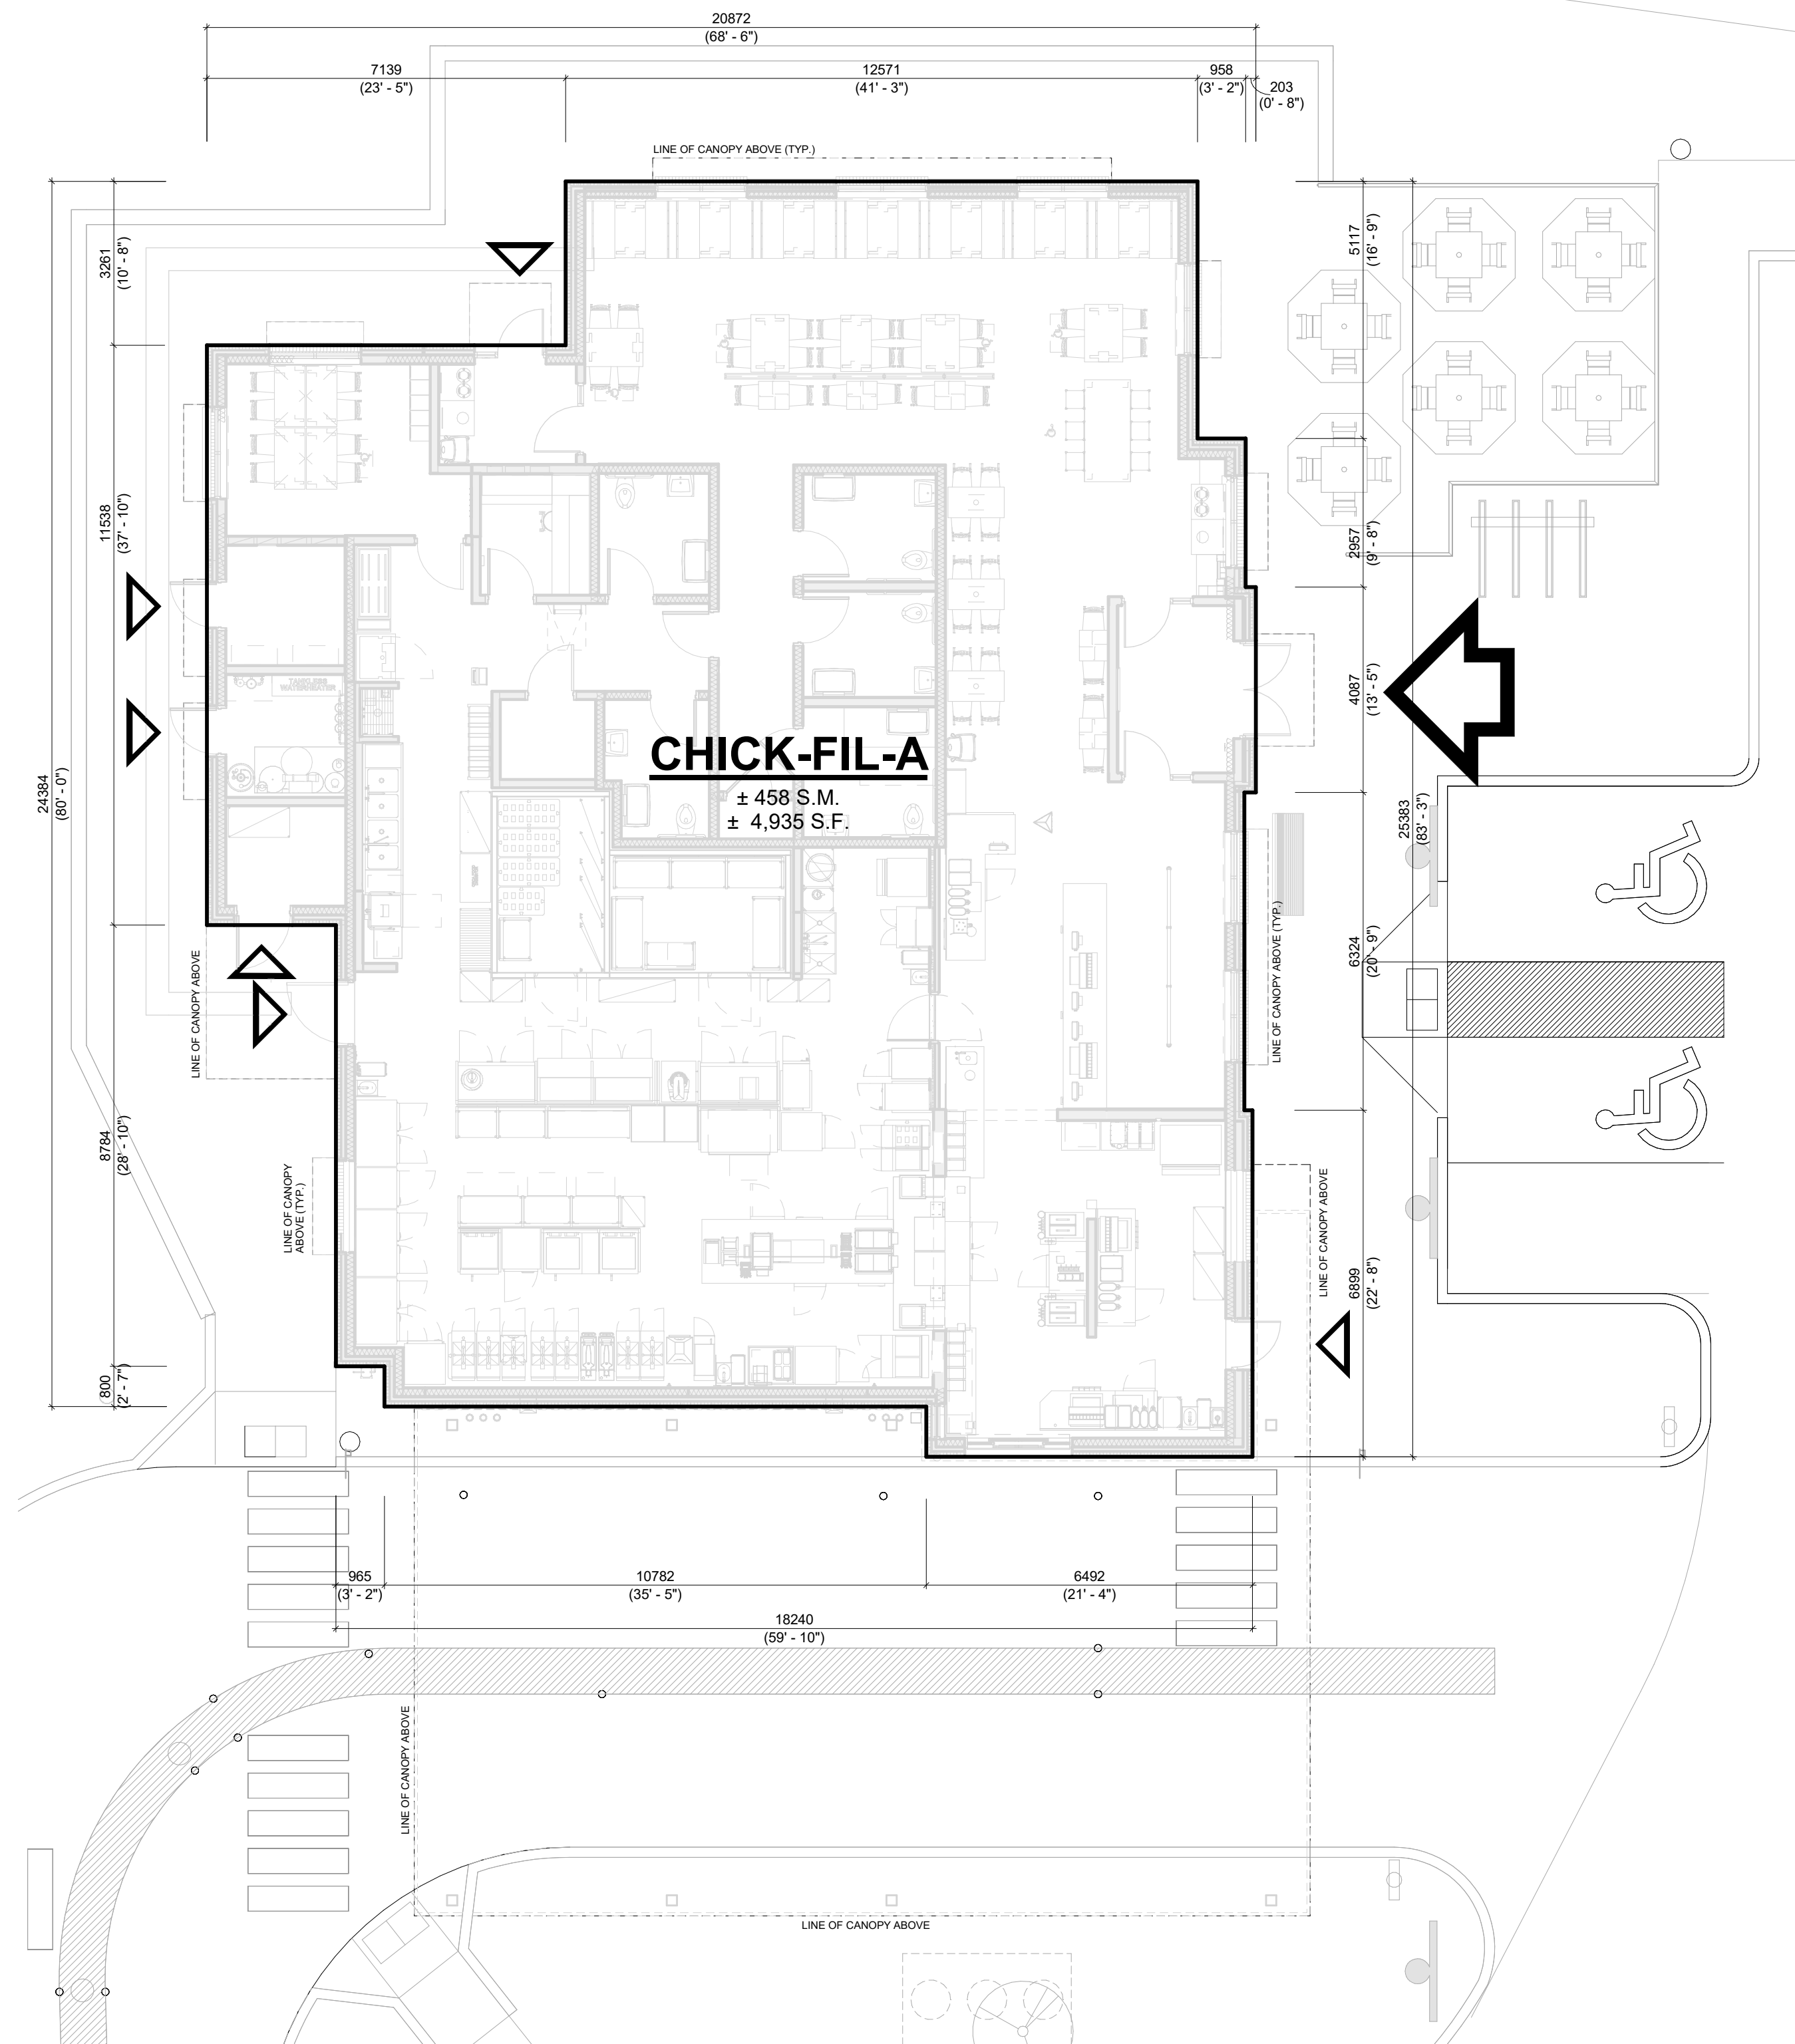 20872
(68' - 6")
7139
(23' - 5")
12571
(41' - 3")
958
(3' - 2")
203
(0' - 8")
LINE OF CANOPY ABOVE (TYP.)
3261
(10' - 8")
5117
(16' - 9")
11538
(37' - 10")
2957
(9' - 8")
TANKLESS
WATERHEATER
4087
(13' - 5")
CHICK-FIL-A
± 458 S.M.
± 4,935 S.F.
24384
(80' - 0")
25383
(83' - 3")
LINE OF CANOPY ABOVE
LINE OF CANOPY ABOVE (TYP.)
6324
(20' - 9")
8784
(28' - 10")
LINE OF CANOPY
ABOVE (TYP.)
LINE OF CANOPY ABOVE
6899
(22' - 8")
800
(2' - 7")
965
(3' - 2")
10782
(35' - 5")
6492
(21' - 4")
18240
(59' - 10")
LINE OF CANOPY ABOVE
LINE OF CANOPY ABOVE